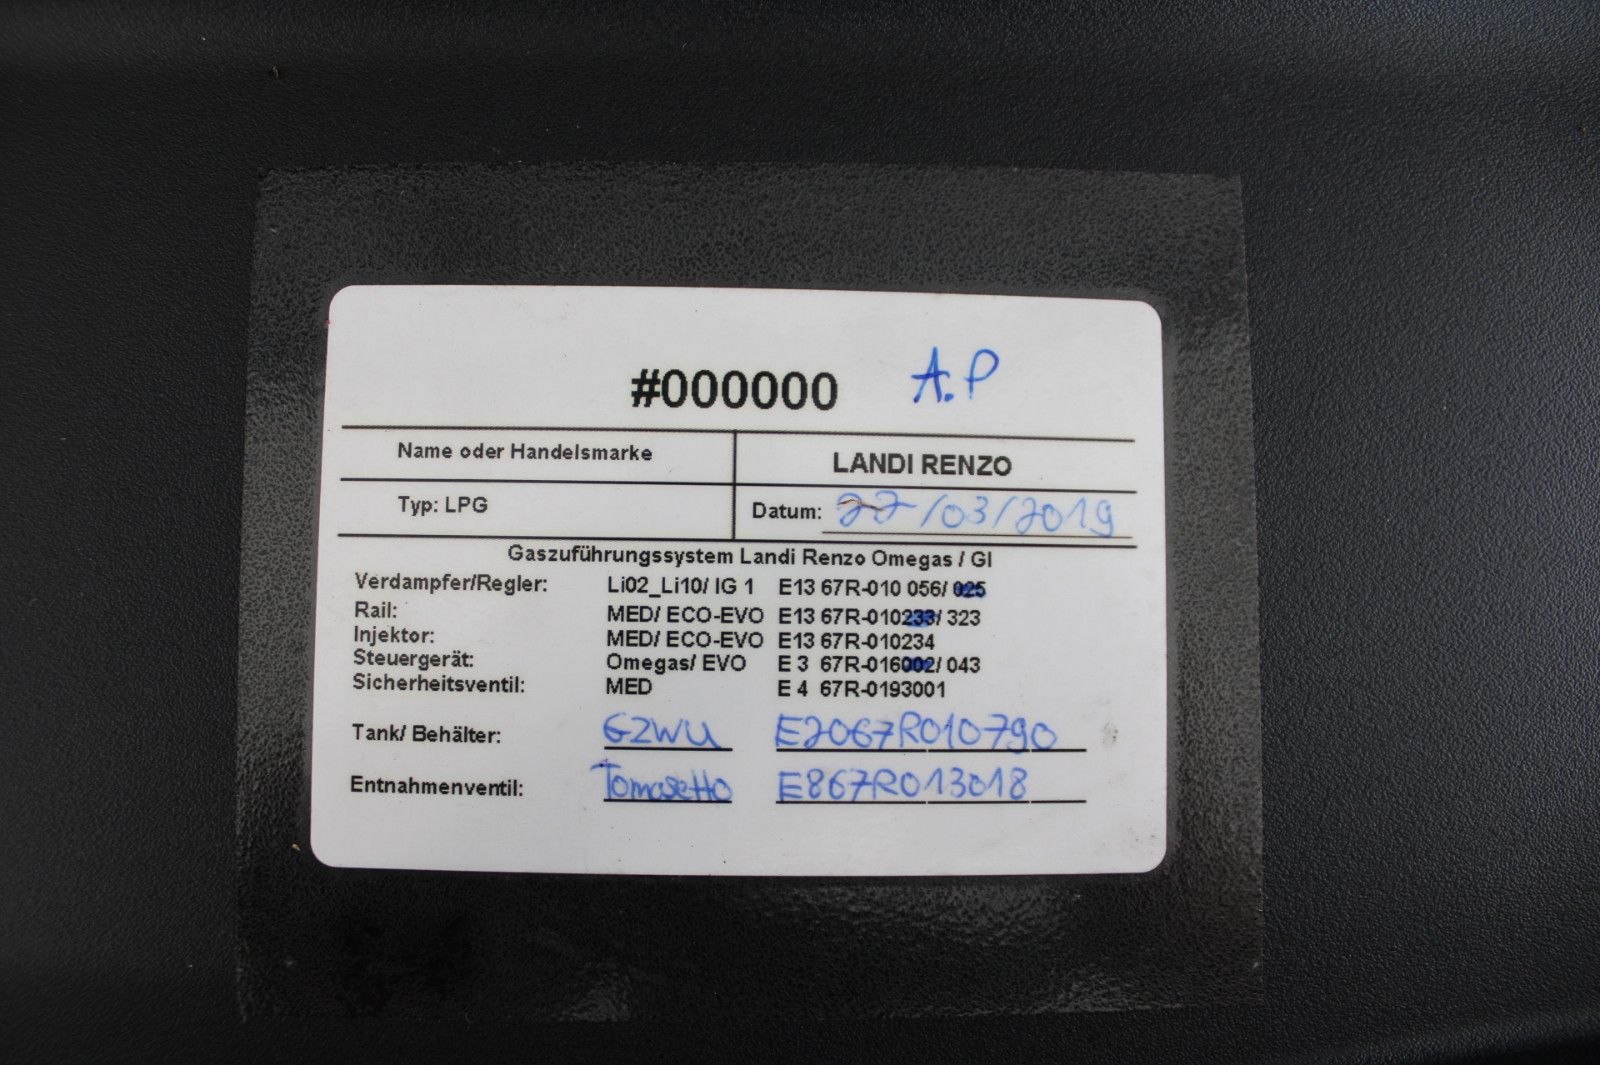 #000000 A.P
Name oder Handelsmarke LANDI RENZO
Typ: LPG Datum: 22/03/2019
Gaszuführungssystem Landi Renzo Omegas / GI
Verdampfer/Regler: Li02_Li10/ IG 1 E13 67R-010 056/ 025
Rail: MED/ ECO-EVO E13 67R-010233/ 323
Injektor: MED/ ECO-EVO E13 67R-010234
Steuergerät: Omegas/ EVO E 3 67R-016002/ 043
Sicherheitsventil: MED E 4 67R-0193001
Tank/ Behälter: GZWU E2067R010790
Entnahmenventil: Tomasetto E867R013018